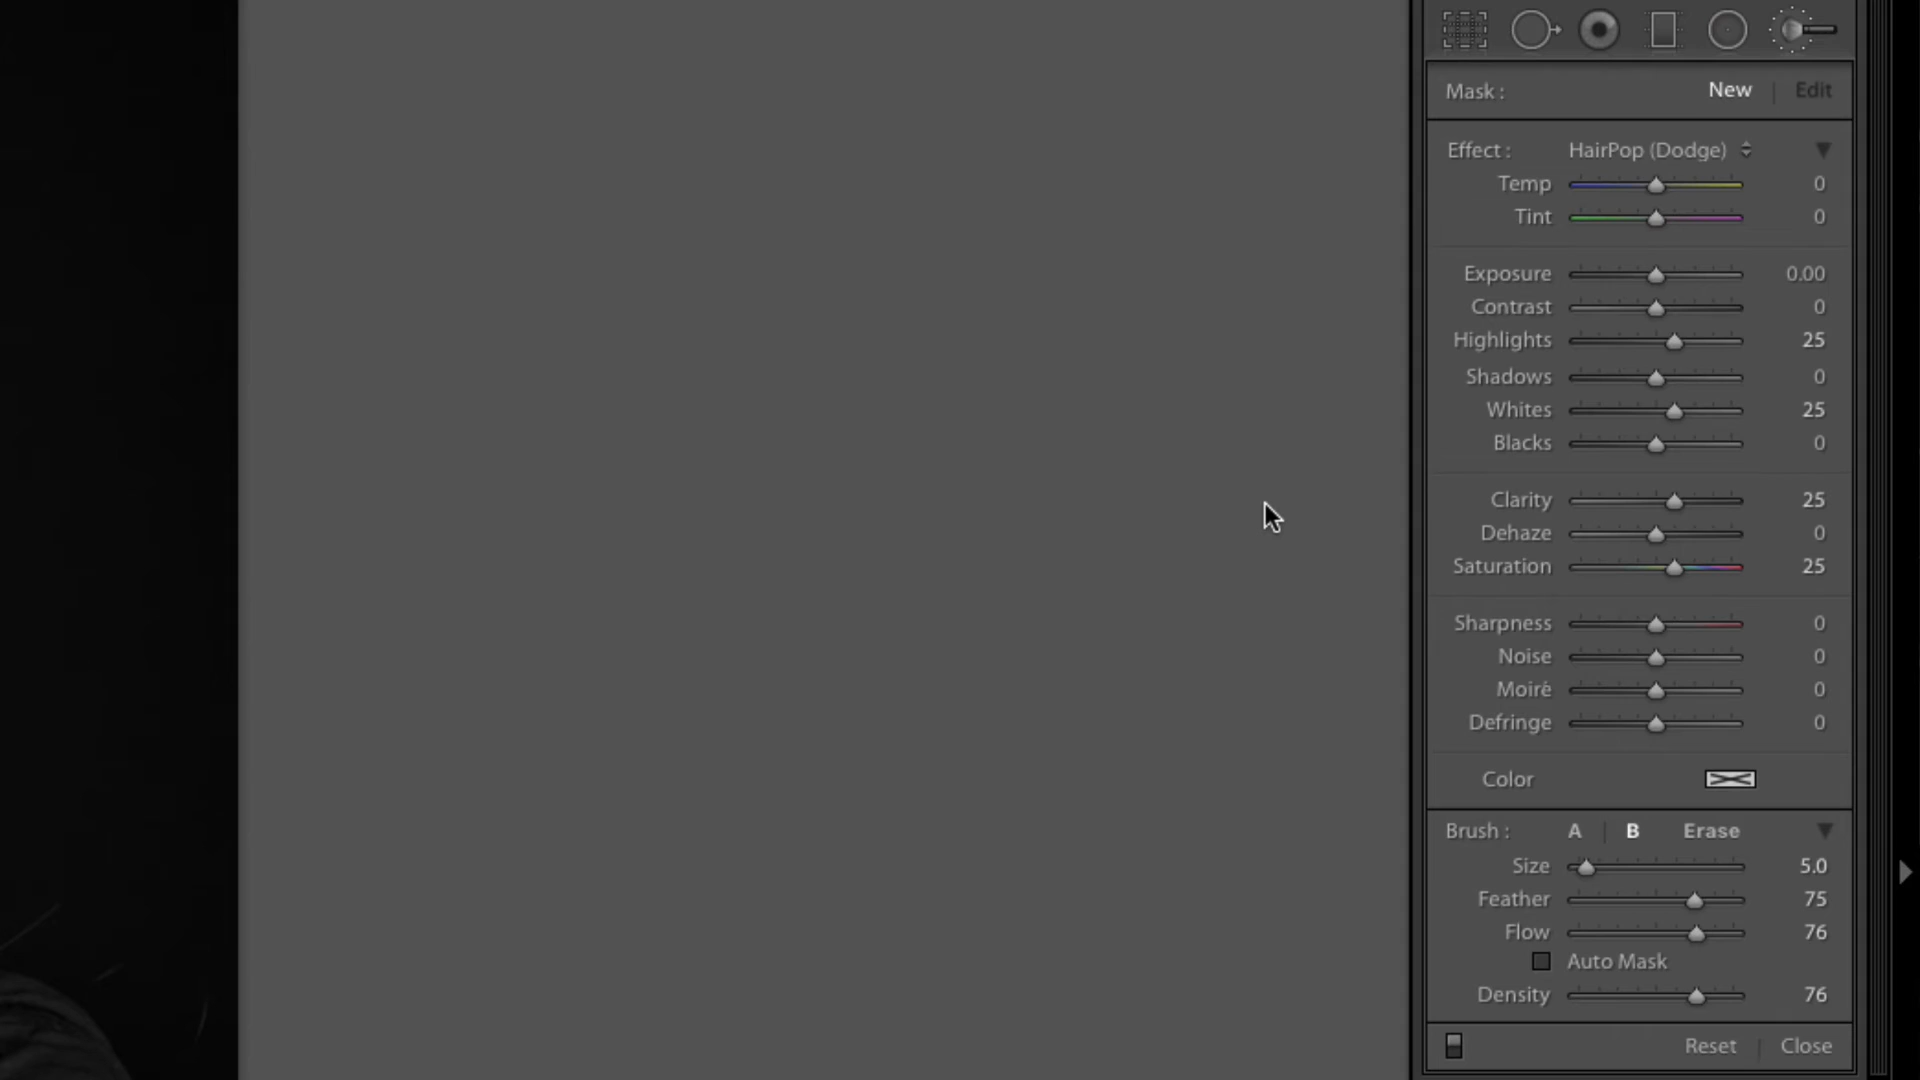 Mask : New | Edit
Effect : HairPop (Dodge)
Temp 0
Tint 0
Exposure 0.00
Contrast 0
Highlights 25
Shadows 0
Whites 25
Blacks 0
Clarity 25
Dehaze 0
Saturation 25
Sharpness 0
Noise 0
Moiré 0
Defringe 0
Color
Brush : A | B Erase
Size 5.0
Feather 75
Flow 76
Auto Mask
Density 76
Reset | Close